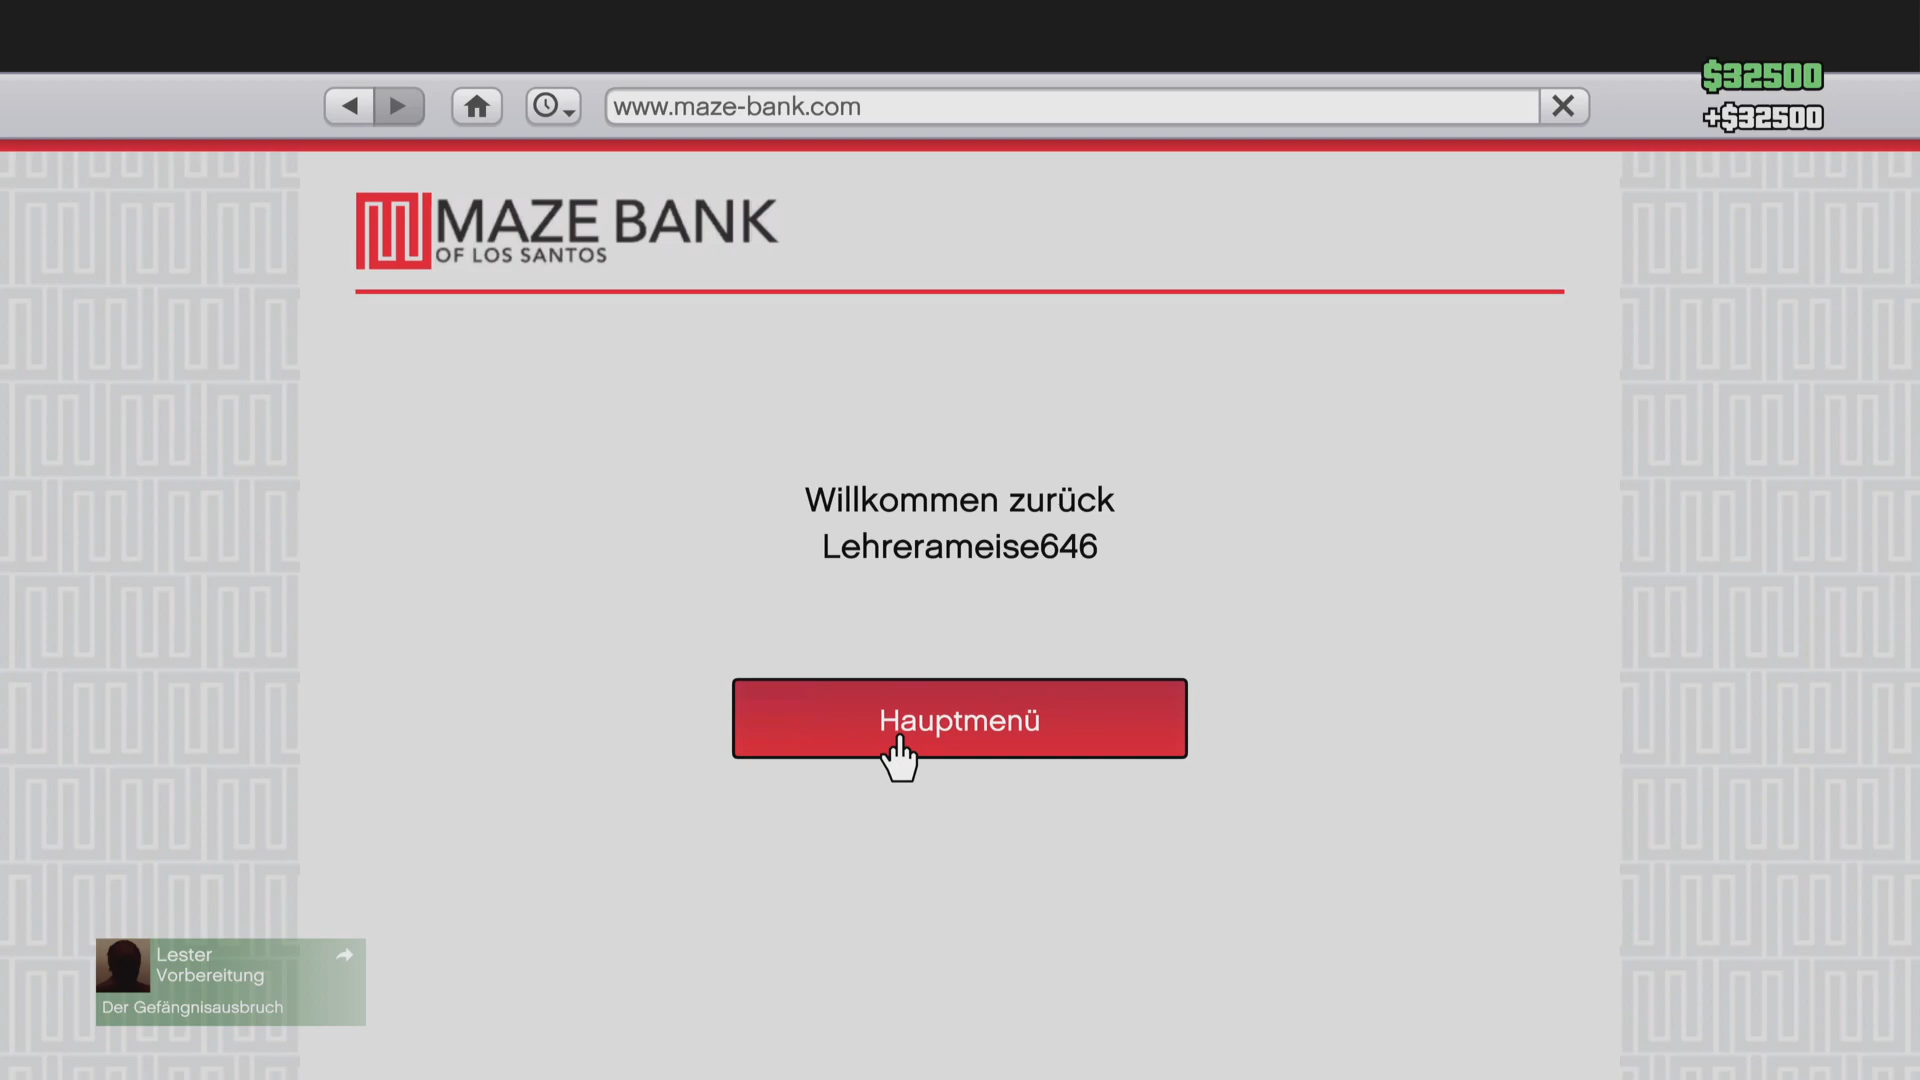 $32500
www.maze-bank.com
+$32500
MAZE BANK
OF LOS SANTOS
Willkommen zurück
Lehrerameise646
Hauptmenü
Lester
Vorbereitung
Der Gefängnisausbruch